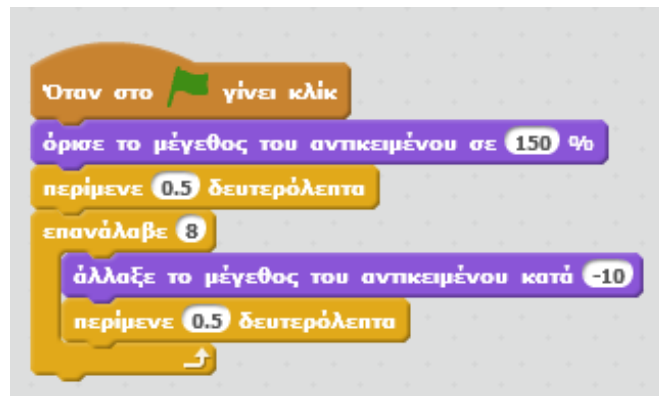 Όταν στο γίνει κλίκ
όρισε το μέγεθος του αντικειμένου σε 150 %
περίμενε 0.5 δευτερόλεπτα
επανάλαβε 8
άλλαξε το μέγεθος του αντικειμένου κατά -10
περίμενε 0.5 δευτερόλεπτα